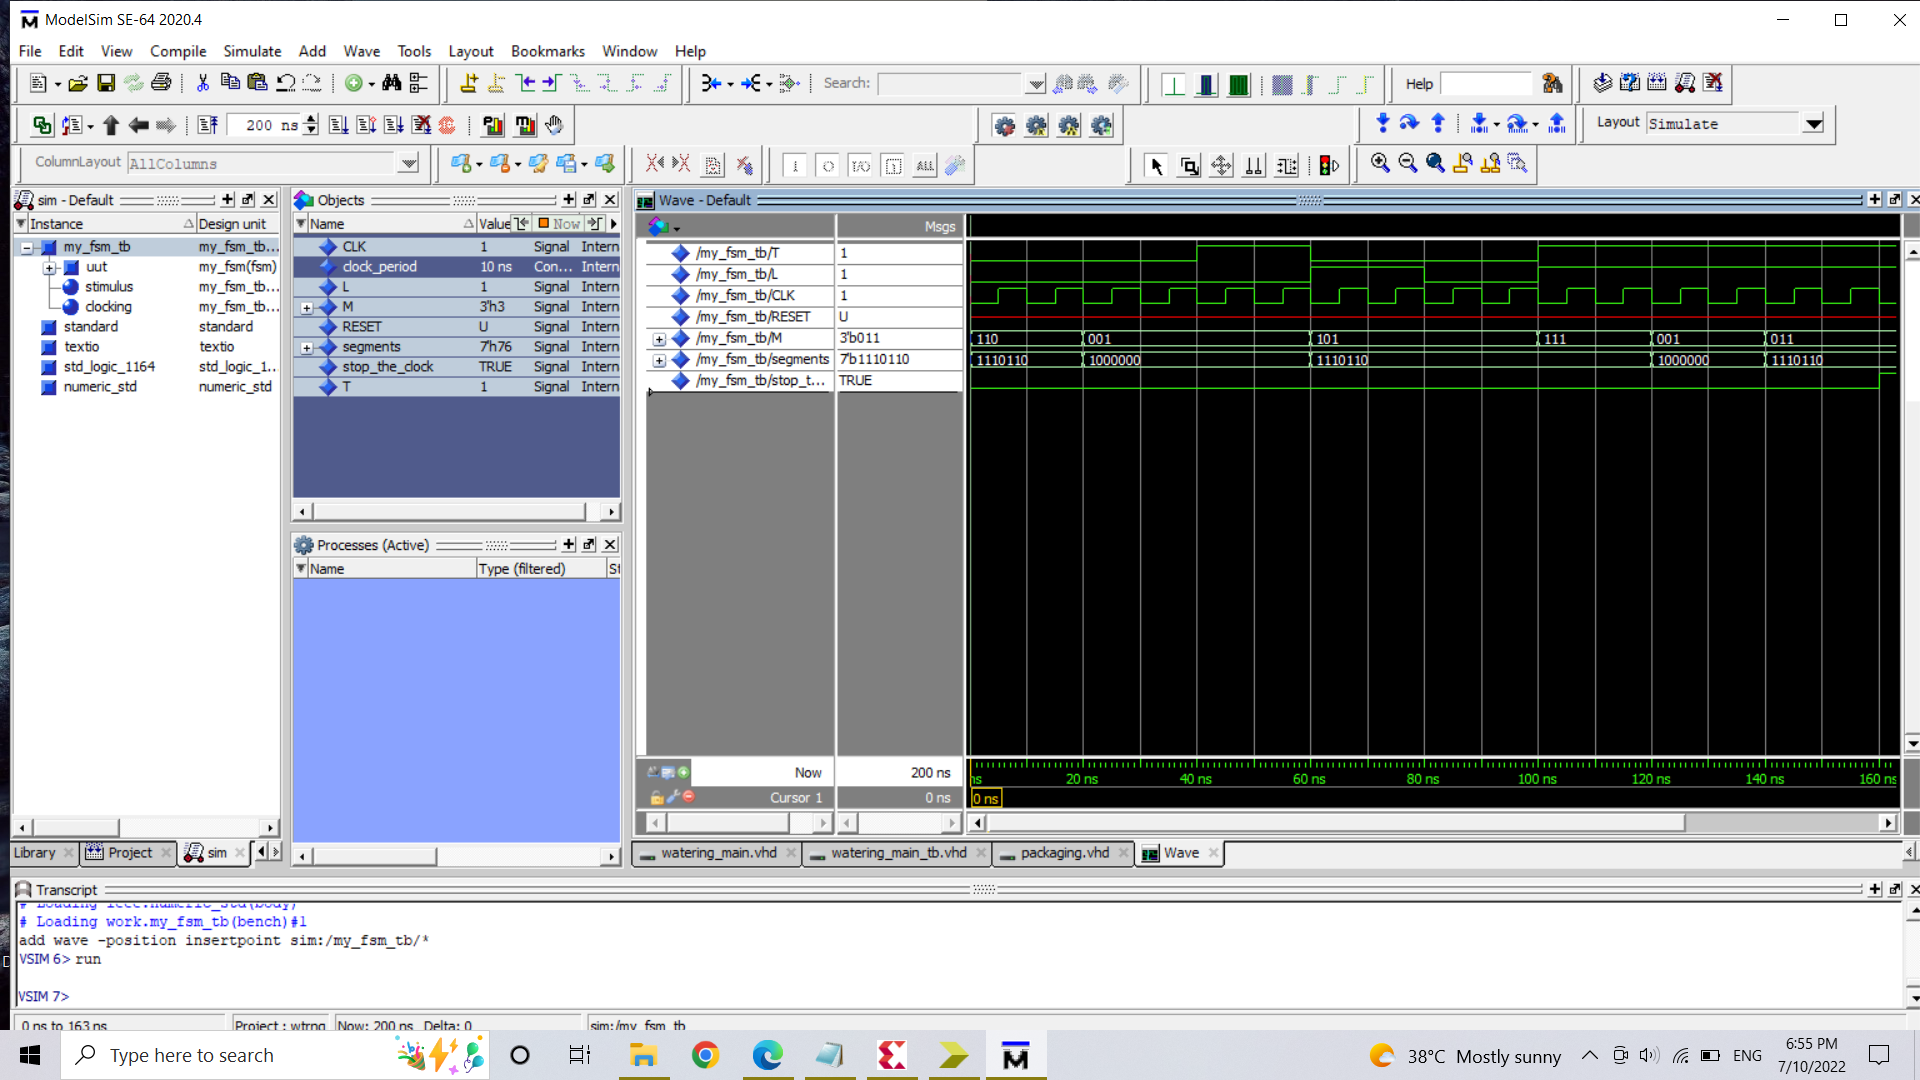 ModelSim SE-64 2020.4
File Edit View Compile Simulate Add Wave Tools Layout Bookmarks Window Help
Search:
Help
200 ns
Layout Simulate
ColumnLayout AllColumns
ALL
sim - Default
Instance Design unit
my_fsm_tb my_fsm_tb...
uut my_fsm(fsm)
stimulus my_fsm_tb...
clocking my_fsm_tb...
standard standard
textio textio
std_logic_1164 std_logic_1...
numeric_std numeric_std
Library Project sim
Objects
Name Value Now
CLK 1 Signal Intern
clock_period 10 ns Con... Intern
L 1 Signal Intern
M 3'h3 Signal Intern
RESET U Signal Intern
segments 7'h76 Signal Intern
stop_the_clock TRUE Signal Intern
T 1 Signal Intern
Processes (Active)
Name Type (filtered) St
Wave - Default
Msgs
/my_fsm_tb/T 1
/my_fsm_tb/L 1
/my_fsm_tb/CLK 1
/my_fsm_tb/RESET U
/my_fsm_tb/M 3'b011 110 001 101 111 001 011
/my_fsm_tb/segments 7'b1110110 1110110 1000000 1110110 1000000 1110110
/my_fsm_tb/stop_t... TRUE
Now 200 ns ns 20 ns 40 ns 60 ns 80 ns 100 ns 120 ns 140 ns 160 ns
Cursor 1 0 ns 0 ns
watering_main.vhd watering_main_tb.vhd packaging.vhd Wave
Transcript
# Loading ieee.numeric_std(body)
# Loading work.my_fsm_tb(bench)#1
add wave -position insertpoint sim:/my_fsm_tb/*
VSIM 6> run
VSIM 7>
0 ns to 163 ns Project : wtrng Now: 200 ns Delta: 0 sim:/my_fsm_tb
Type here to search
38°C Mostly sunny
ENG
6:55 PM
7/10/2022